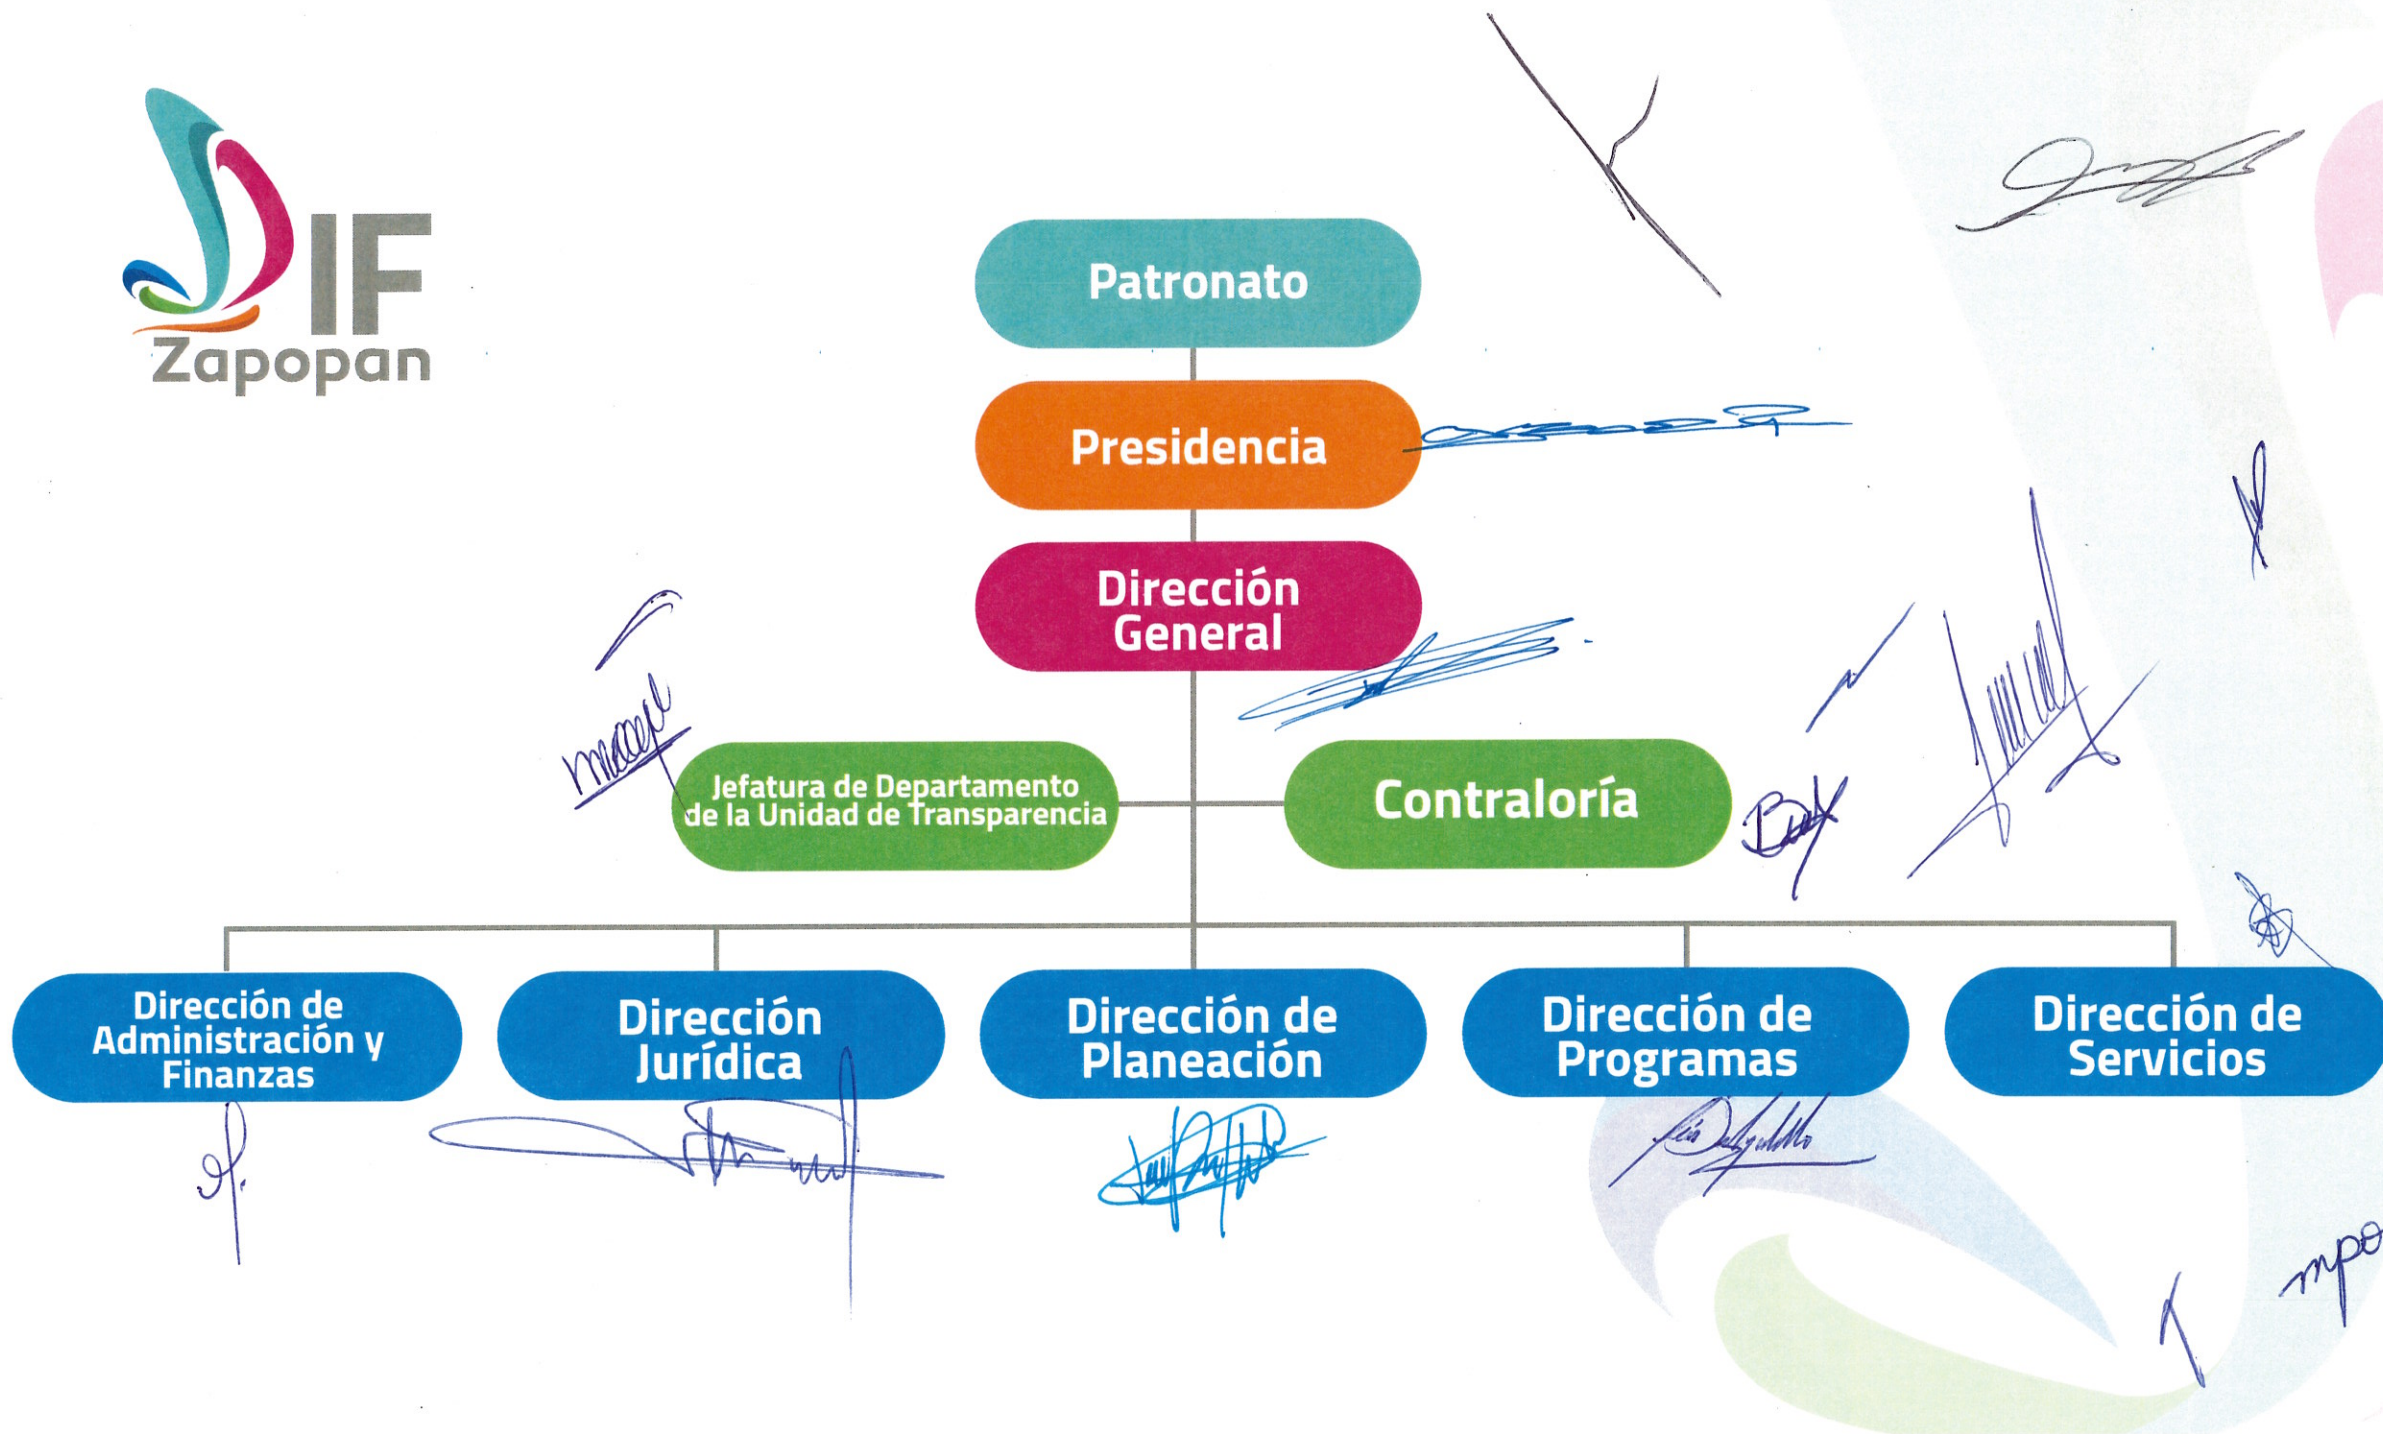 DIF
Zapopan
Patronato
Presidencia
Dirección
General
Jefatura de Departamento
de la Unidad de Transparencia
Contraloría
Dirección de
Administración y
Finanzas
Dirección
Jurídica
Dirección de
Planeación
Dirección de
Programas
Dirección de
Servicios
mpo